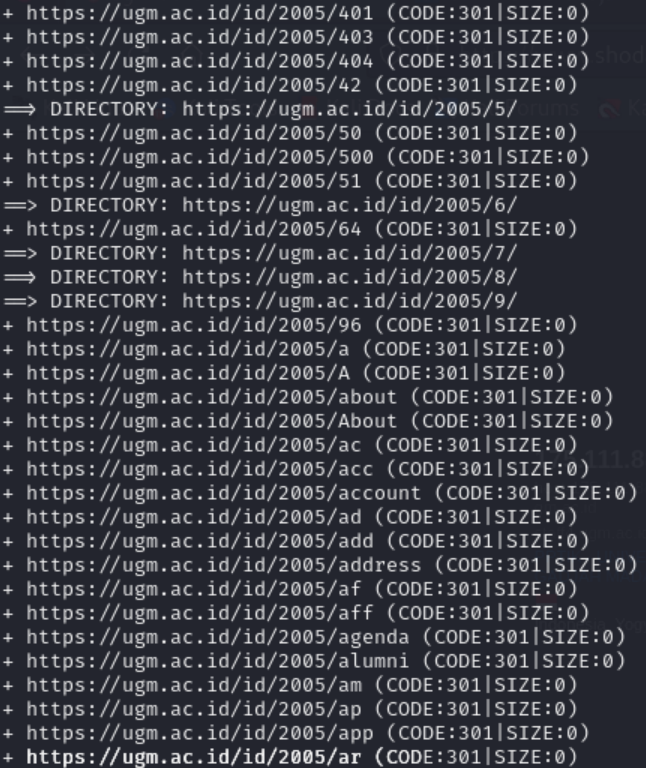 + https://ugm.ac.id/id/2005/401 (CODE:301|SIZE:0)
+ https://ugm.ac.id/id/2005/403 (CODE:301|SIZE:0)
+ https://ugm.ac.id/id/2005/404 (CODE:301|SIZE:0)
+ https://ugm.ac.id/id/2005/42 (CODE:301|SIZE:0)
==> DIRECTORY: https://ugm.ac.id/id/2005/5/
+ https://ugm.ac.id/id/2005/50 (CODE:301|SIZE:0)
+ https://ugm.ac.id/id/2005/500 (CODE:301|SIZE:0)
+ https://ugm.ac.id/id/2005/51 (CODE:301|SIZE:0)
==> DIRECTORY: https://ugm.ac.id/id/2005/6/
+ https://ugm.ac.id/id/2005/64 (CODE:301|SIZE:0)
==> DIRECTORY: https://ugm.ac.id/id/2005/7/
==> DIRECTORY: https://ugm.ac.id/id/2005/8/
==> DIRECTORY: https://ugm.ac.id/id/2005/9/
+ https://ugm.ac.id/id/2005/96 (CODE:301|SIZE:0)
+ https://ugm.ac.id/id/2005/a (CODE:301|SIZE:0)
+ https://ugm.ac.id/id/2005/A (CODE:301|SIZE:0)
+ https://ugm.ac.id/id/2005/about (CODE:301|SIZE:0)
+ https://ugm.ac.id/id/2005/About (CODE:301|SIZE:0)
+ https://ugm.ac.id/id/2005/ac (CODE:301|SIZE:0)
+ https://ugm.ac.id/id/2005/acc (CODE:301|SIZE:0)
+ https://ugm.ac.id/id/2005/account (CODE:301|SIZE:0)
+ https://ugm.ac.id/id/2005/ad (CODE:301|SIZE:0)
+ https://ugm.ac.id/id/2005/add (CODE:301|SIZE:0)
+ https://ugm.ac.id/id/2005/address (CODE:301|SIZE:0)
+ https://ugm.ac.id/id/2005/af (CODE:301|SIZE:0)
+ https://ugm.ac.id/id/2005/aff (CODE:301|SIZE:0)
+ https://ugm.ac.id/id/2005/agenda (CODE:301|SIZE:0)
+ https://ugm.ac.id/id/2005/alumni (CODE:301|SIZE:0)
+ https://ugm.ac.id/id/2005/am (CODE:301|SIZE:0)
+ https://ugm.ac.id/id/2005/ap (CODE:301|SIZE:0)
+ https://ugm.ac.id/id/2005/app (CODE:301|SIZE:0)
+ https://ugm.ac.id/id/2005/ar (CODE:301|SIZE:0)